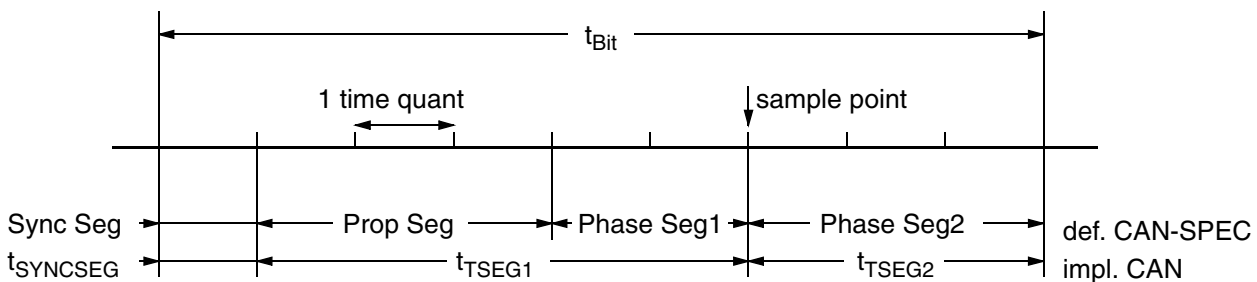 tBit
1 time quant
sample point
Sync Seg Prop Seg Phase Seg1 Phase Seg2 def. CAN-SPEC
tSYNCSEG tTSEG1 tTSEG2 impl. CAN